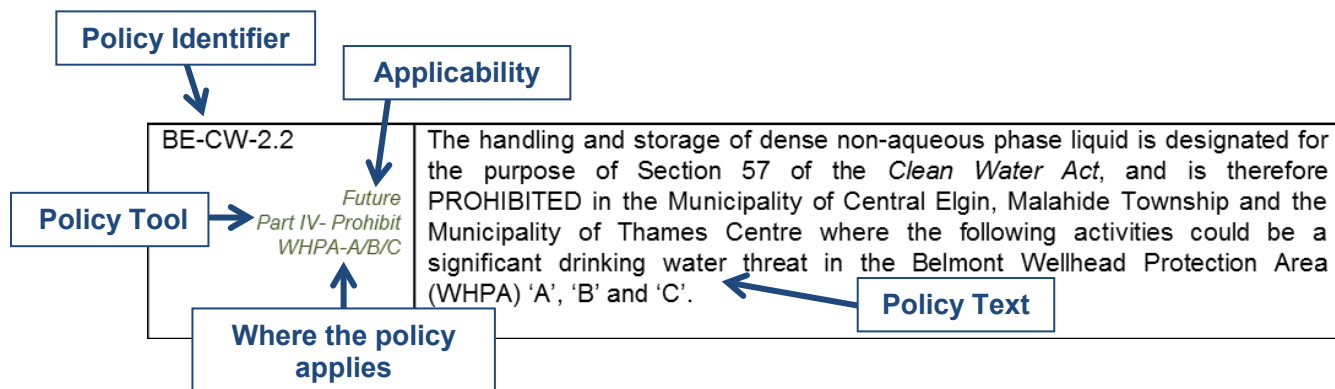 Policy Identifier
Applicability
BE-CW-2.2
Future
Part IV- Prohibit
WHPA-A/B/C
Policy Tool
Where the policy
applies
The handling and storage of dense non-aqueous phase liquid is designated for
the purpose of Section 57 of the Clean Water Act, and is therefore
PROHIBITED in the Municipality of Central Elgin, Malahide Township and the
Municipality of Thames Centre where the following activities could be a
significant drinking water threat in the Belmont Wellhead Protection Area
(WHPA) ‘A’, ‘B’ and ‘C’.
Policy Text